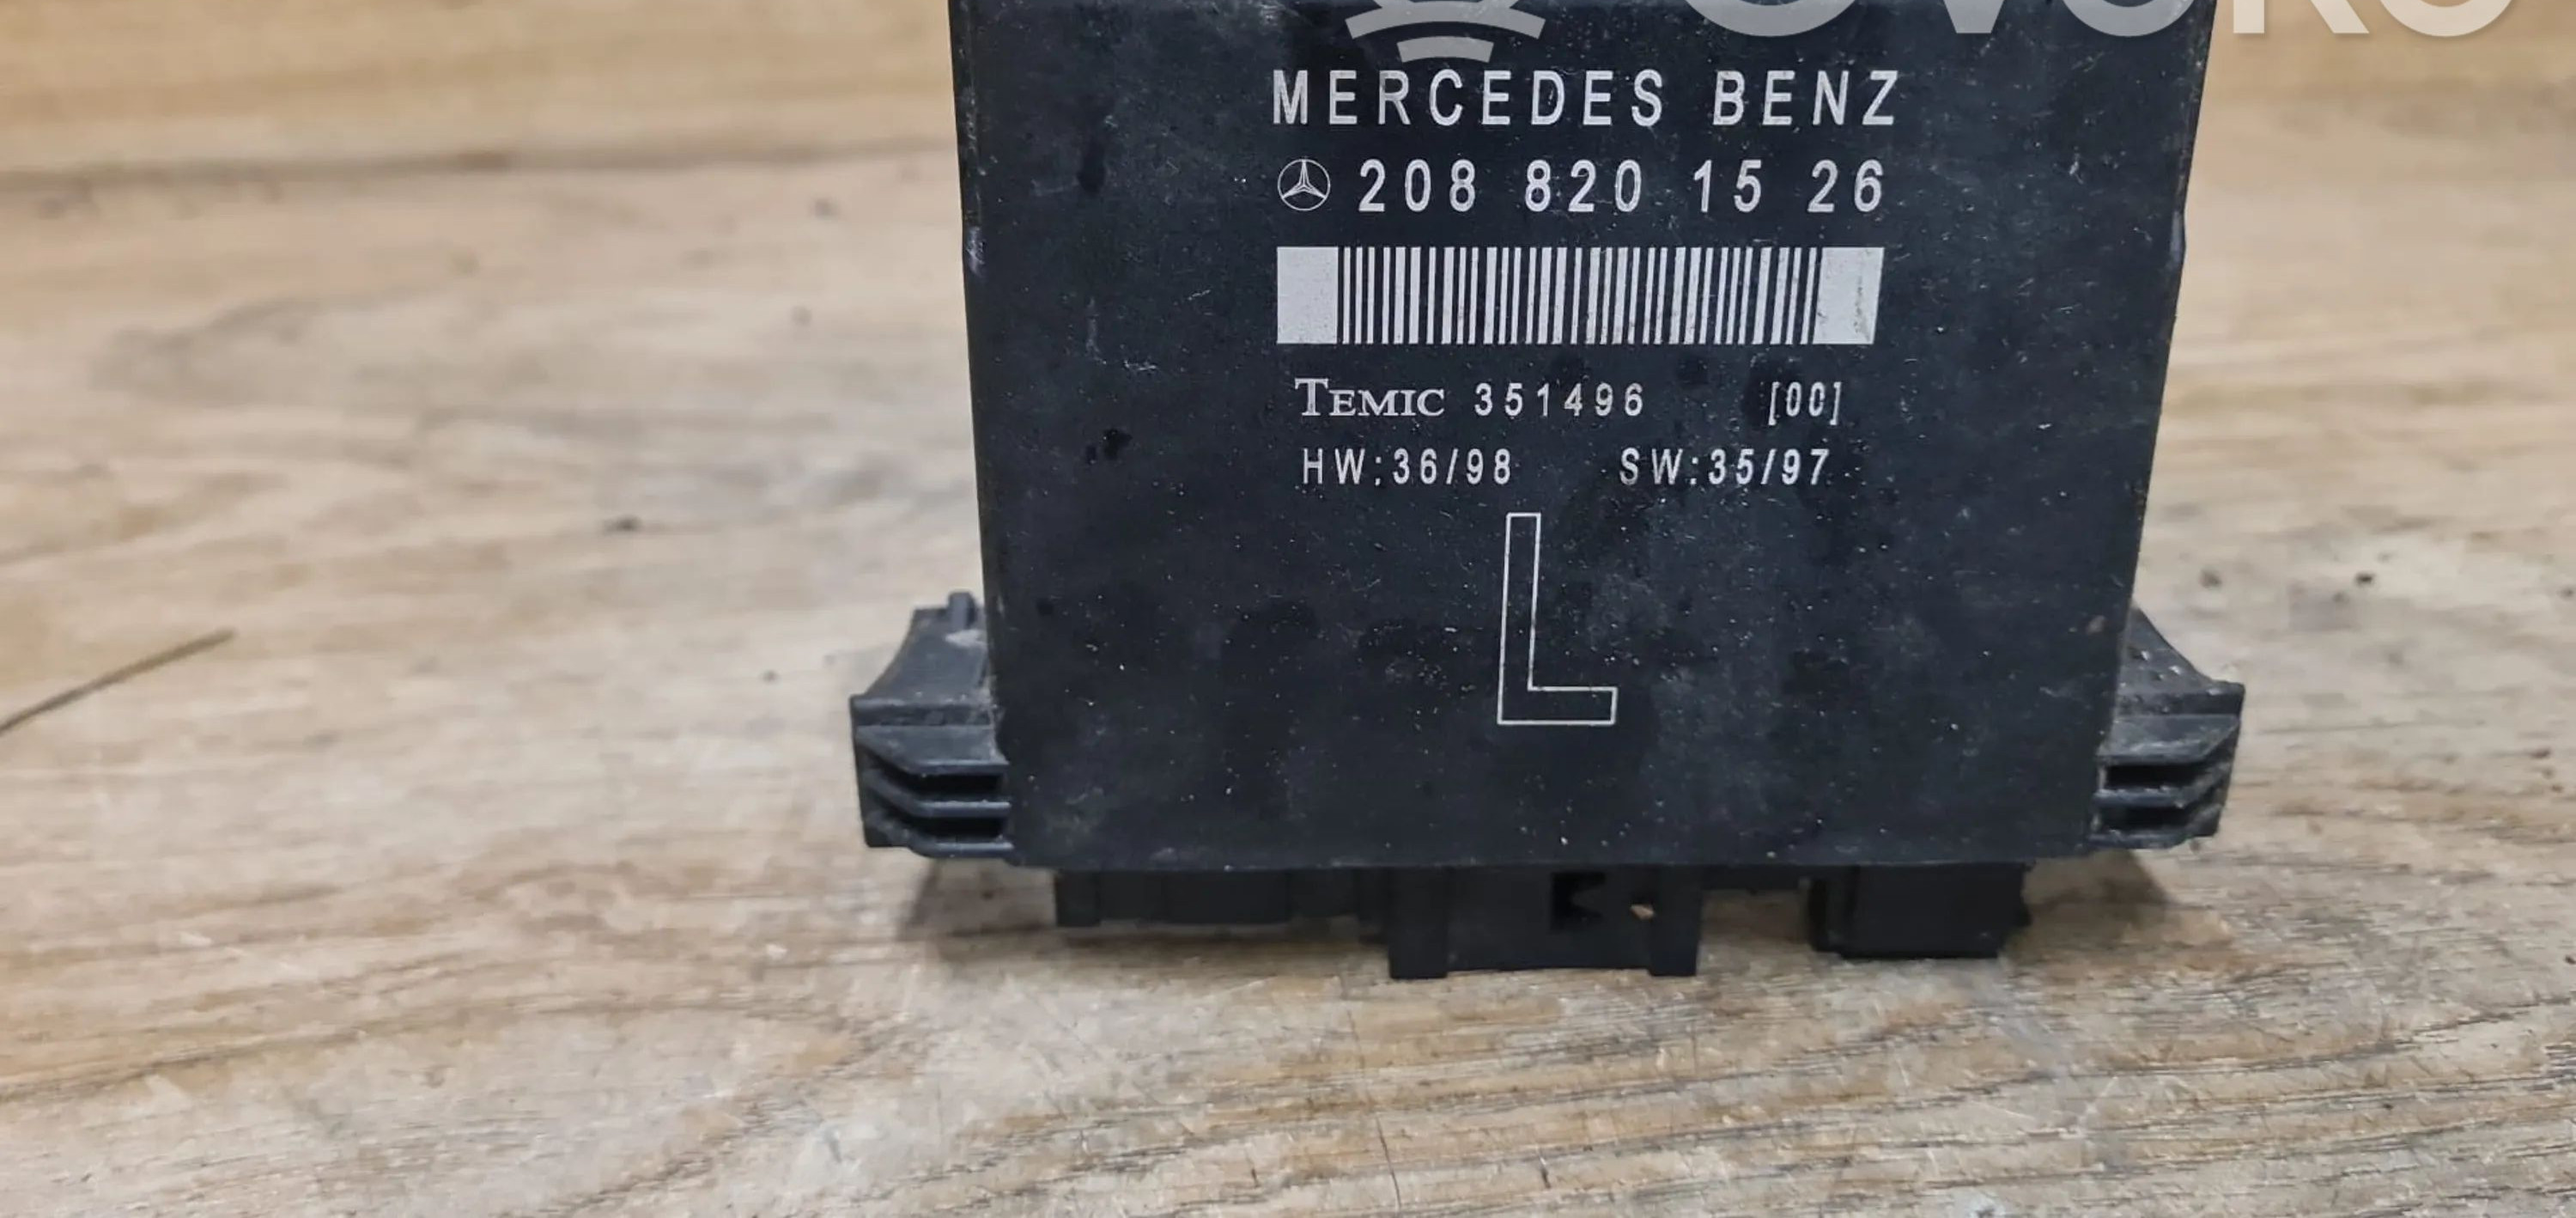 MERCEDES BENZ
208 820 15 26
TEMIC 351496 [00]
HW:36/98 SW:35/97
L